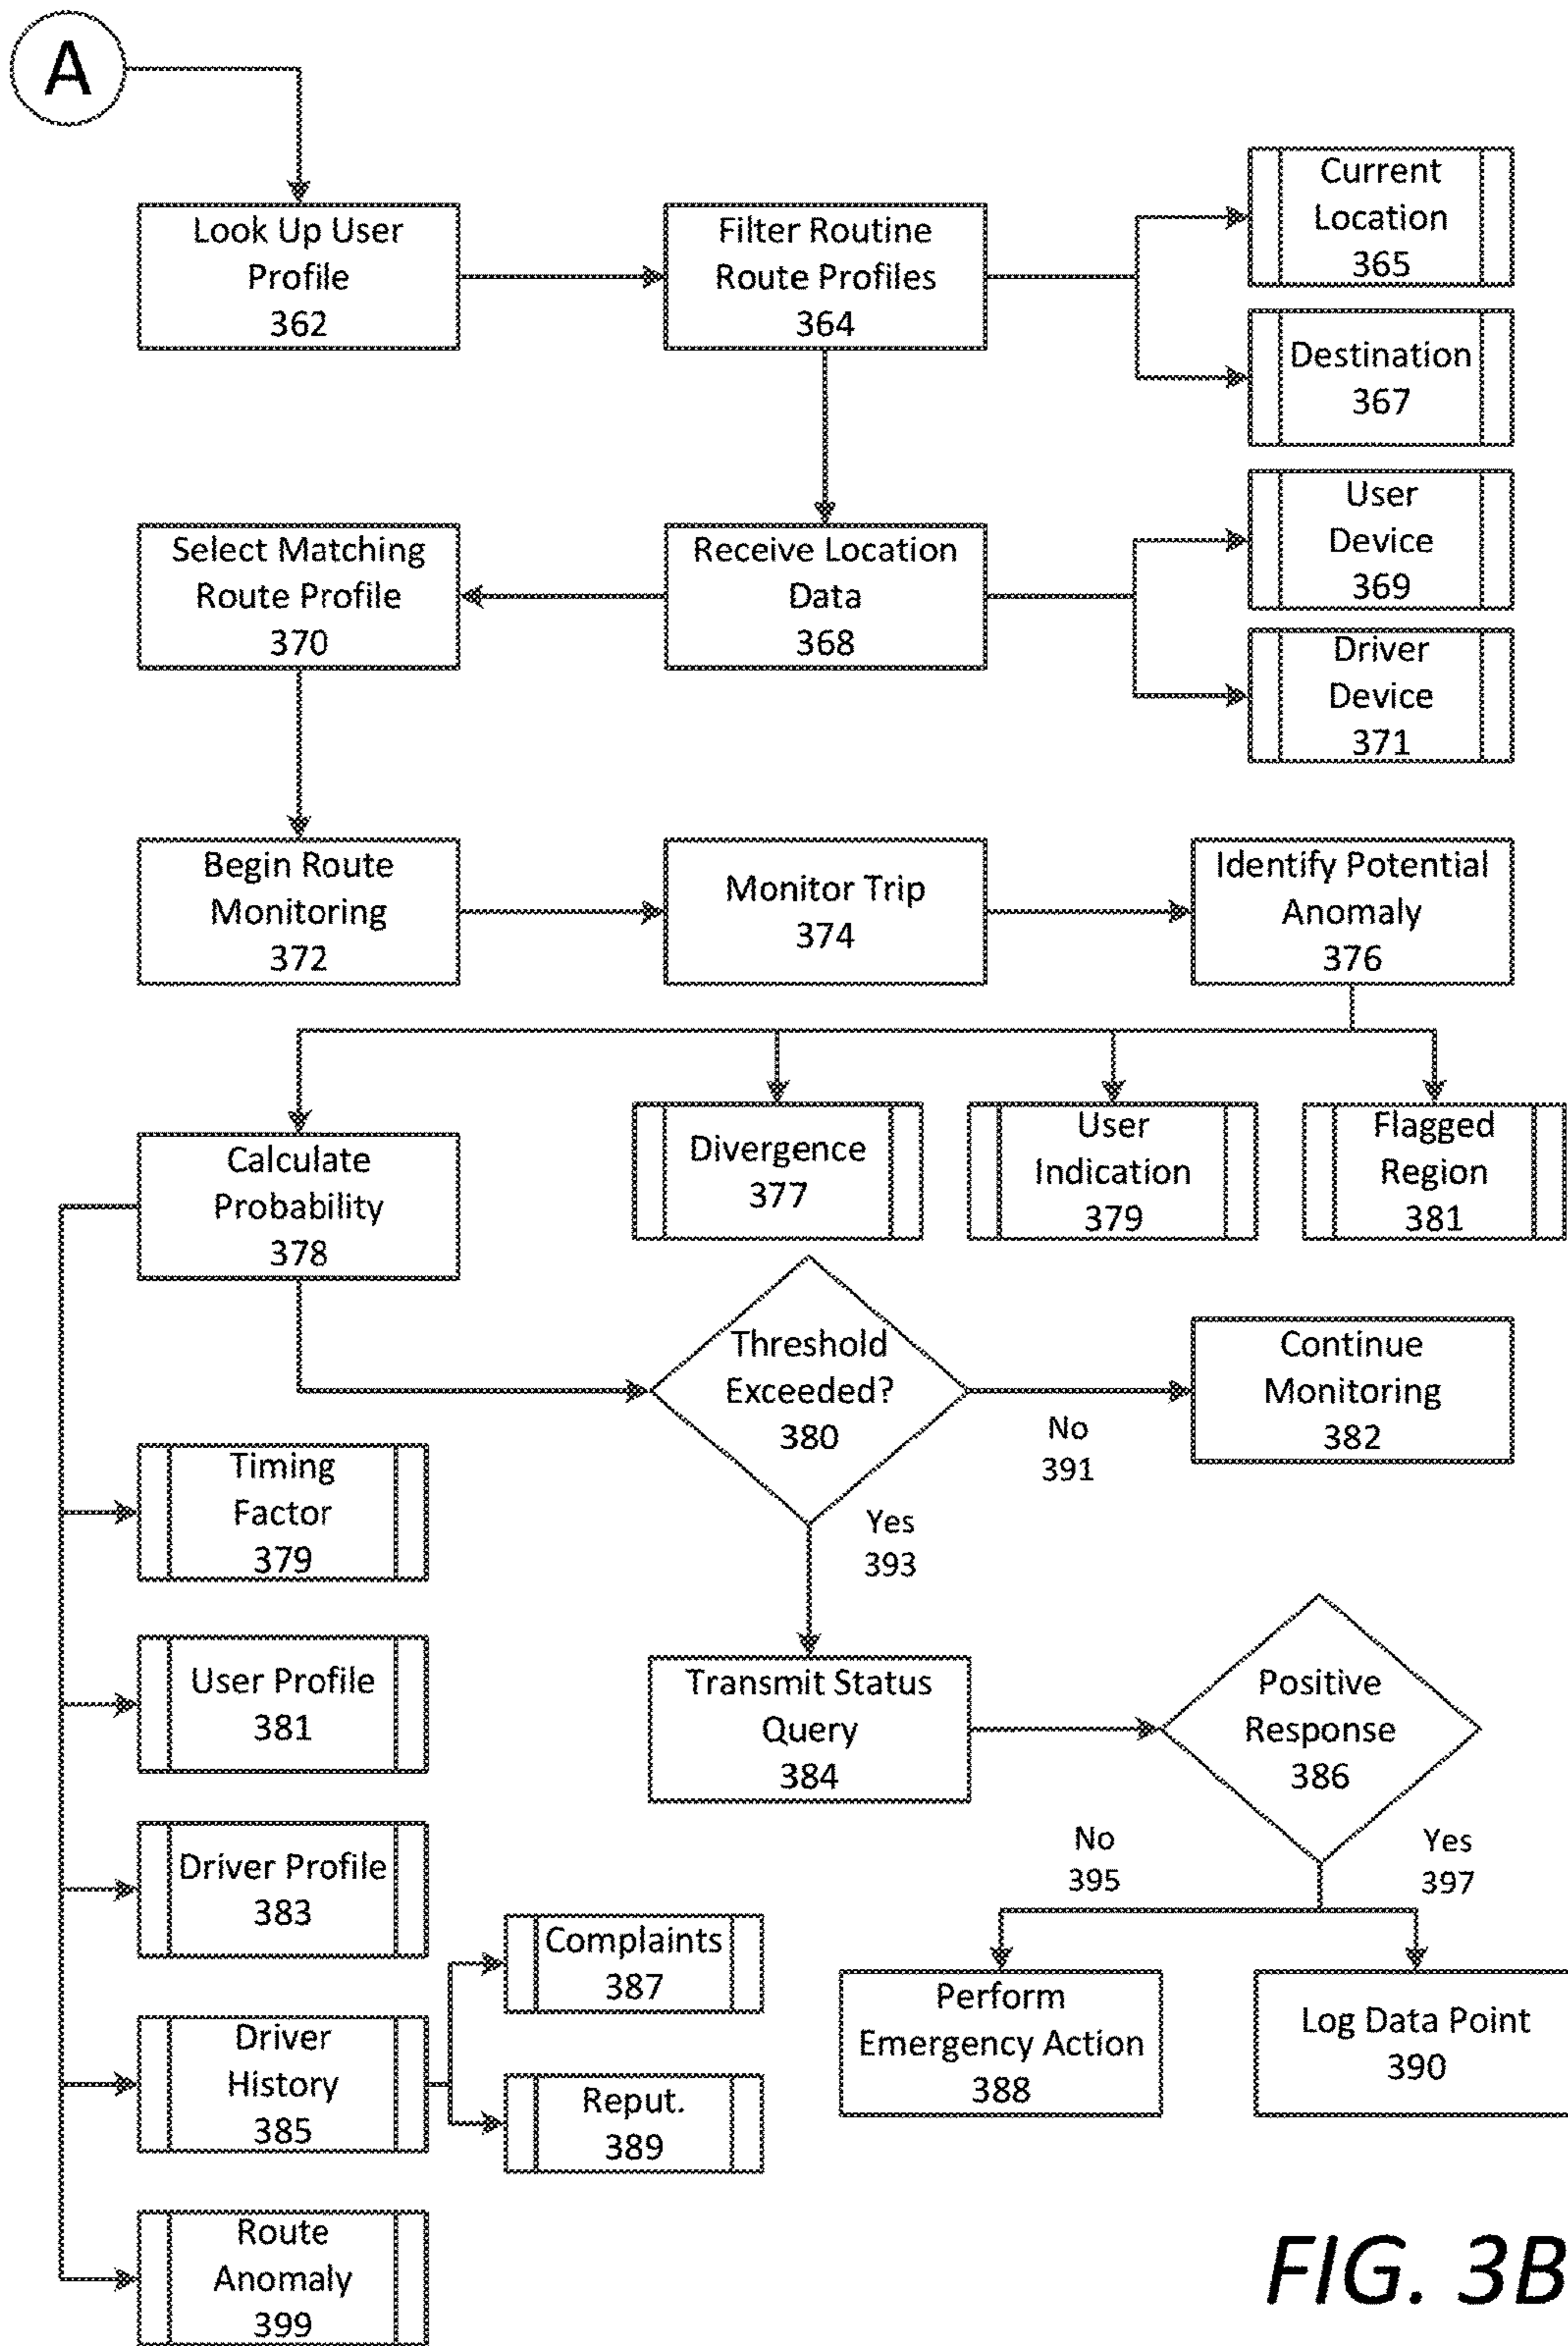 A
Look Up User
Profile
362
Filter Routine
Route Profiles
364
Current
Location
365
Destination
367
Select Matching
Route Profile
370
Receive Location
Data
368
User
Device
369
Driver
Device
371
Begin Route
Monitoring
372
Monitor Trip
374
Identify Potential
Anomaly
376
Calculate
Probability
378
Divergence
377
User
Indication
379
Flagged
Region
381
Threshold
Exceeded?
380
No
391
Continue
Monitoring
382
Yes
393
Timing
Factor
379
User Profile
381
Driver Profile
383
Driver
History
385
Complaints
387
Reput.
389
Route
Anomaly
399
Transmit Status
Query
384
Positive
Response
386
No
395
Yes
397
Perform
Emergency Action
388
Log Data Point
390
FIG. 3B